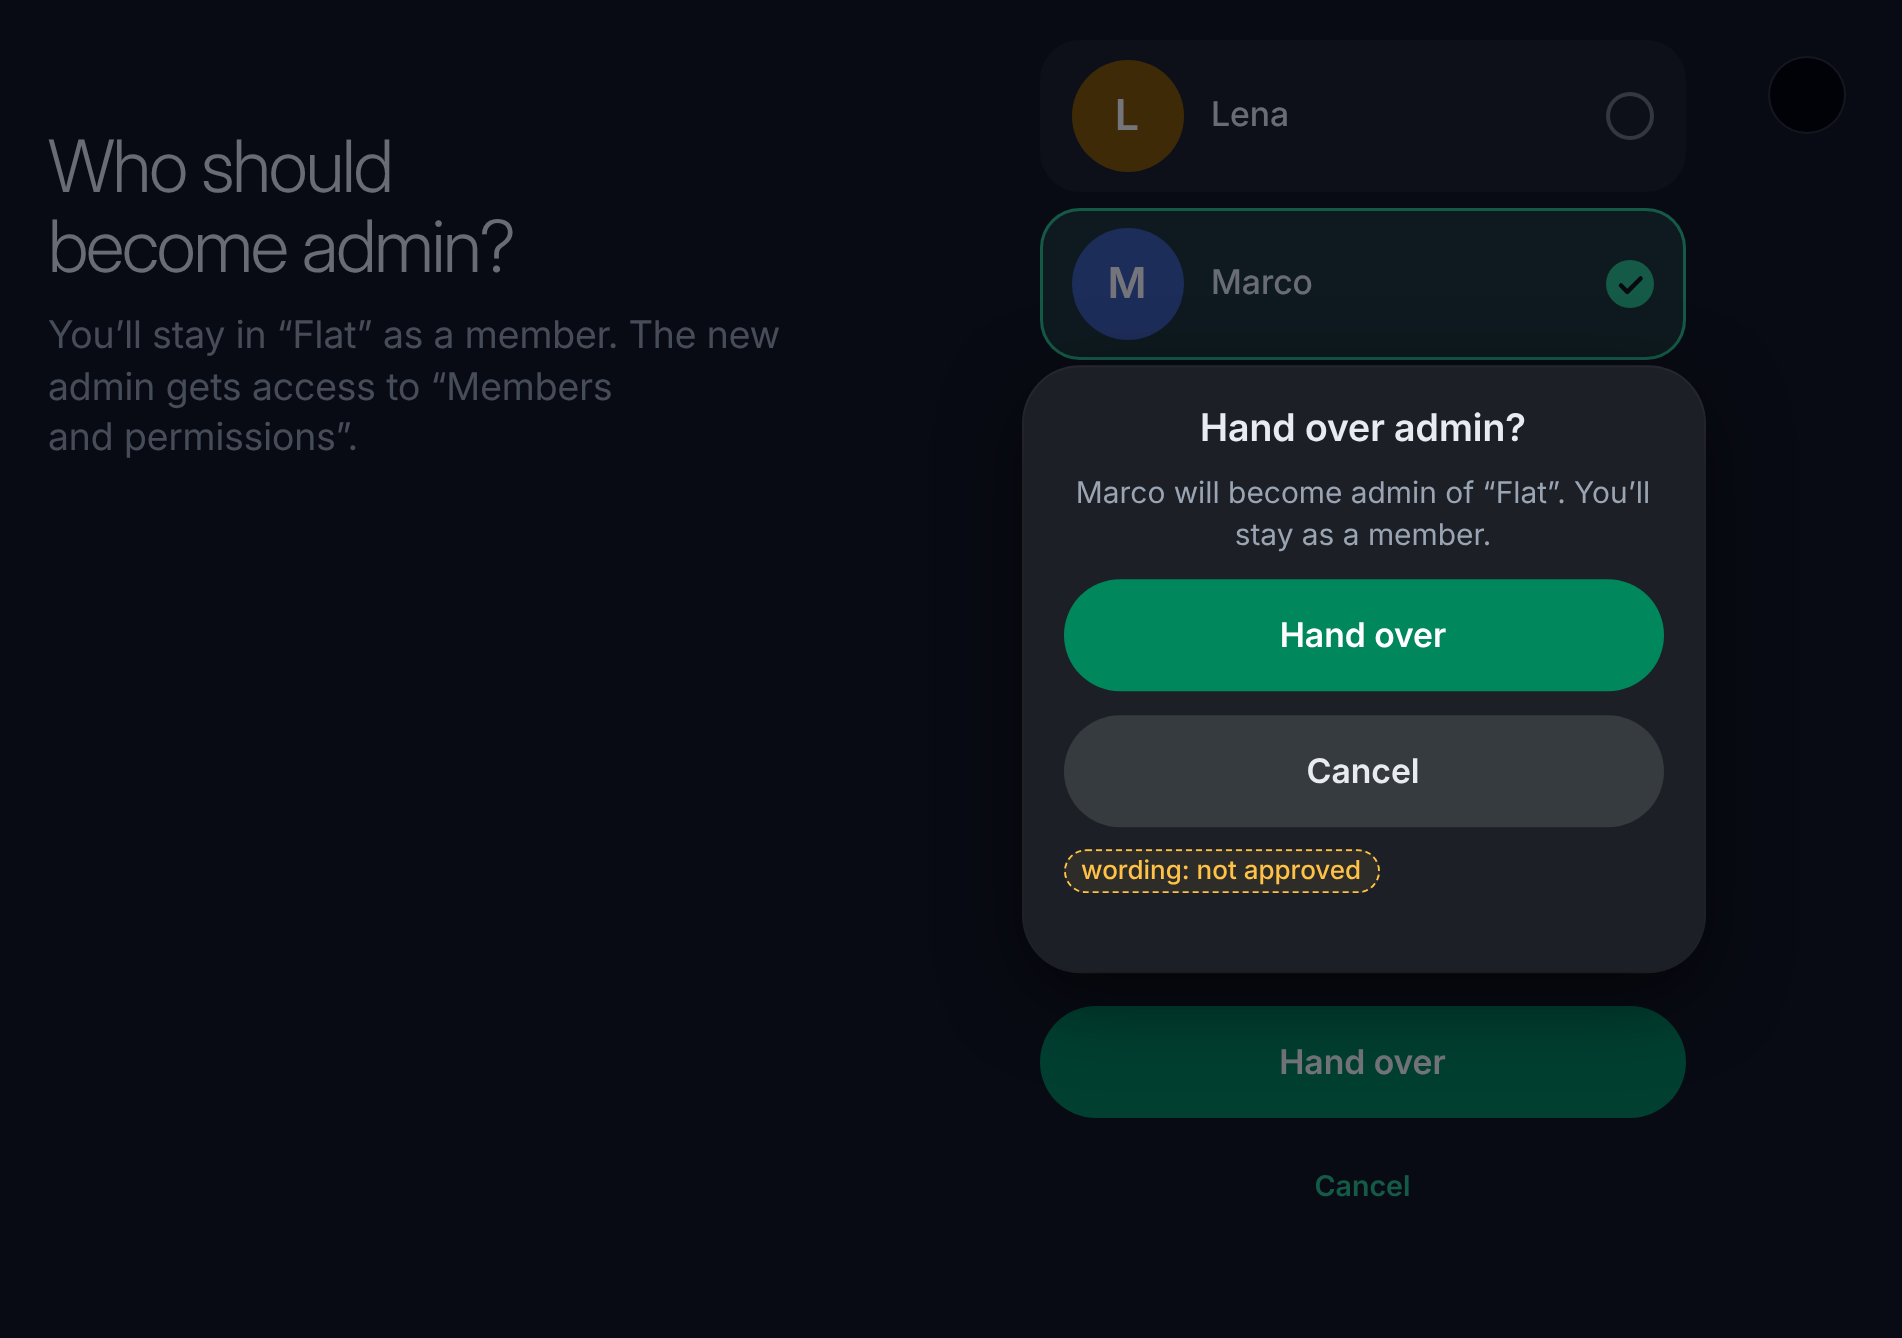 Who should
become admin?
You’ll stay in “Flat” as a member. The new
admin gets access to “Members
and permissions”.
L
Lena
M
Marco
Hand over admin?
Marco will become admin of “Flat”. You’ll
stay as a member.
Hand over
Cancel
wording: not approved
Hand over
Cancel